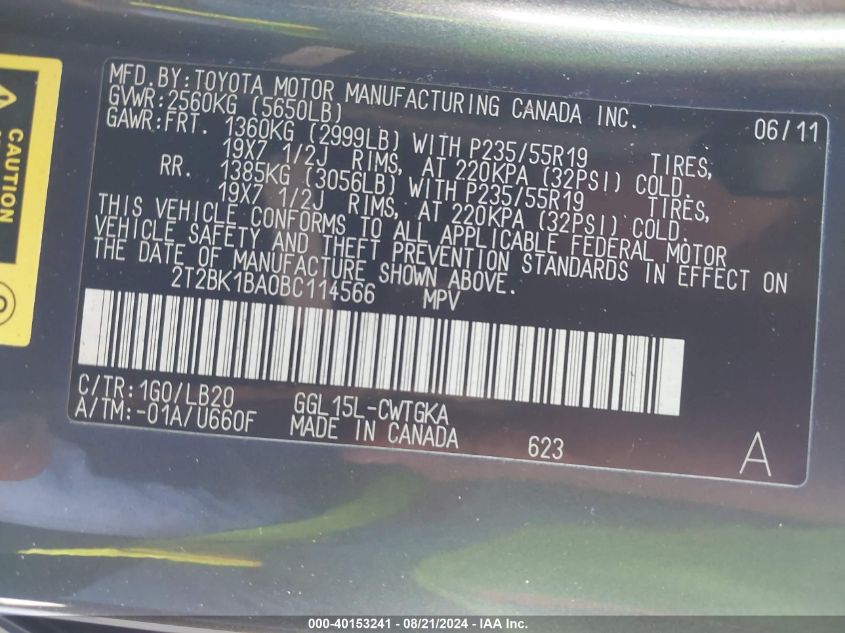 MFD. BY: TOYOTA MOTOR MANUFACTURING CANADA INC. 06/11
GVWR: 2560KG (5650LB)
GAWR: FRT. 1360KG (2999LB) WITH P235/55R19 TIRES,
19X7 1/2J RIMS, AT 220KPA (32PSI) COLD.
RR. 1385KG (3056LB) WITH P235/55R19 TIRES,
19X7 1/2J RIMS, AT 220KPA (32PSI) COLD.
THIS VEHICLE CONFORMS TO ALL APPLICABLE FEDERAL MOTOR
VEHICLE SAFETY AND THEFT PREVENTION STANDARDS IN EFFECT ON
THE DATE OF MANUFACTURE SHOWN ABOVE.
2T2BK1BA0BC114566 MPV
C/TR: 1G0/LB20 GGL15L-CWTGKA
A/TM: -01A/U660F MADE IN CANADA 623 A
CAUTION
000-40153241 - 08/21/2024 - IAA Inc.